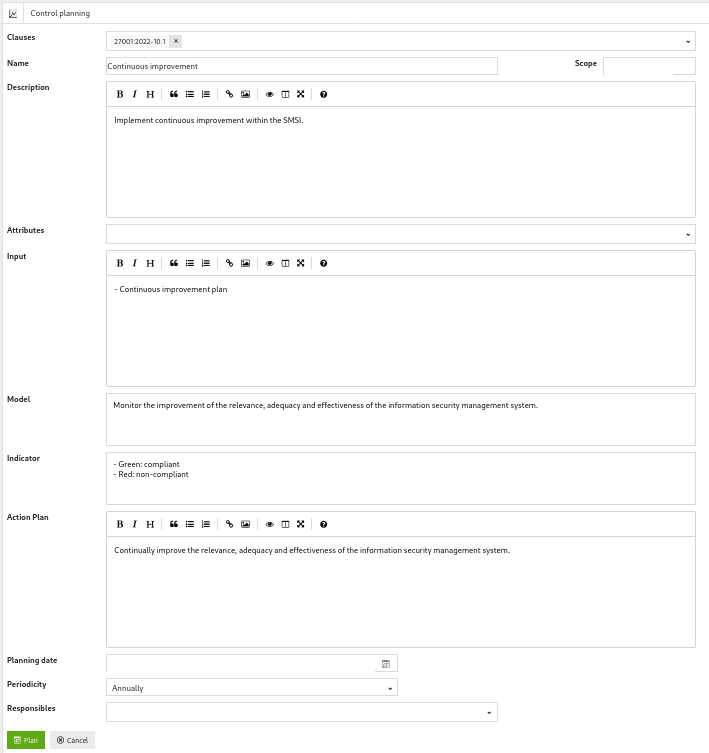 Control planning
Clauses
27001:2022-10.1 ×
Name
Continuous improvement
Scope
Description
B I H
Implement continuous improvement within the SMSI.
Attributes
Input
B I H
- Continuous improvement plan
Model
Monitor the improvement of the relevance, adequacy and effectiveness of the information security management system.
Indicator
- Green: compliant
- Red: non-compliant
Action Plan
B I H
Continually improve the relevance, adequacy and effectiveness of the information security management system.
Planning date
Periodicity
Annually
Responsibles
Plan
Cancel